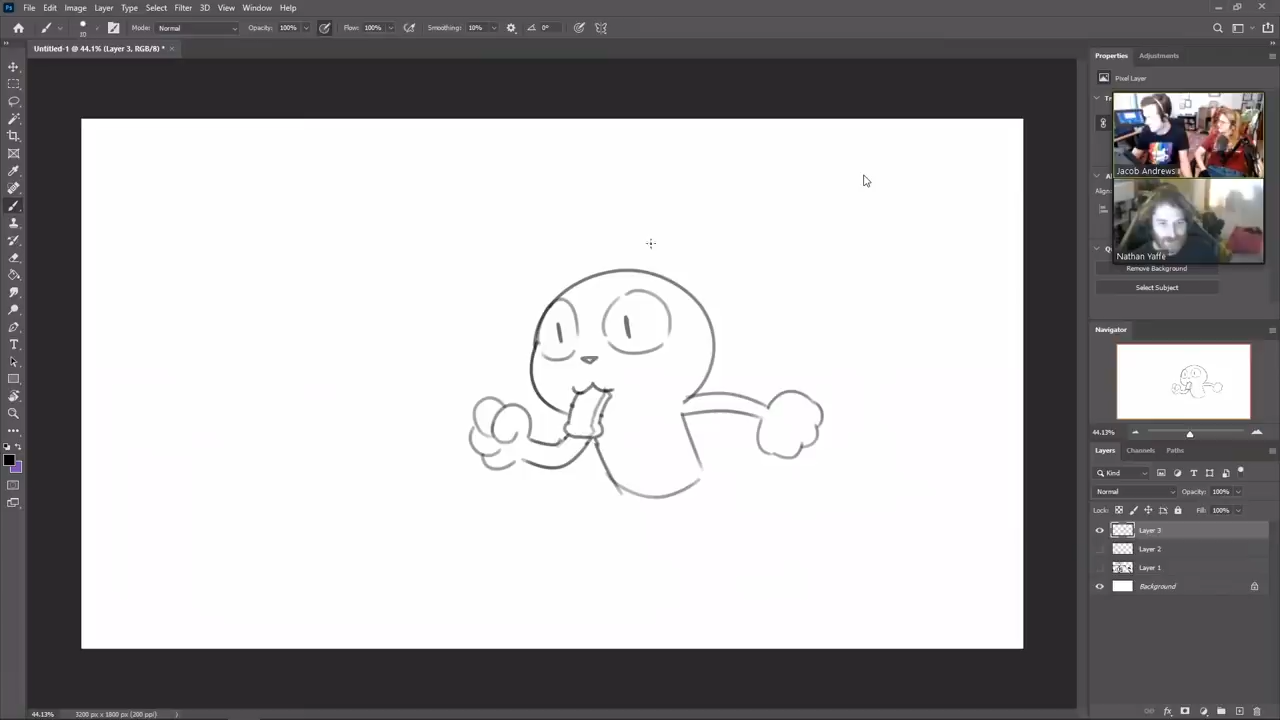 Ps File Edit Image Layer Type Select Filter 3D View Window Help
Mode: Normal Opacity: 100% Flow: 100% Smoothing: 10% 0°
Untitled-1 @ 44.1% (Layer 3, RGB/8) * ×
Properties Adjustments
Pixel Layer
Jacob Andrews
Align:
Nathan Yaffe
Remove Background
Select Subject
Navigator
44.13%
Layers Channels Paths
Kind
Normal Opacity: 100%
Lock: Fill: 100%
Layer 3
Layer 2
Layer 1
Background
44.13% 3200 px x 1800 px (200 ppi)